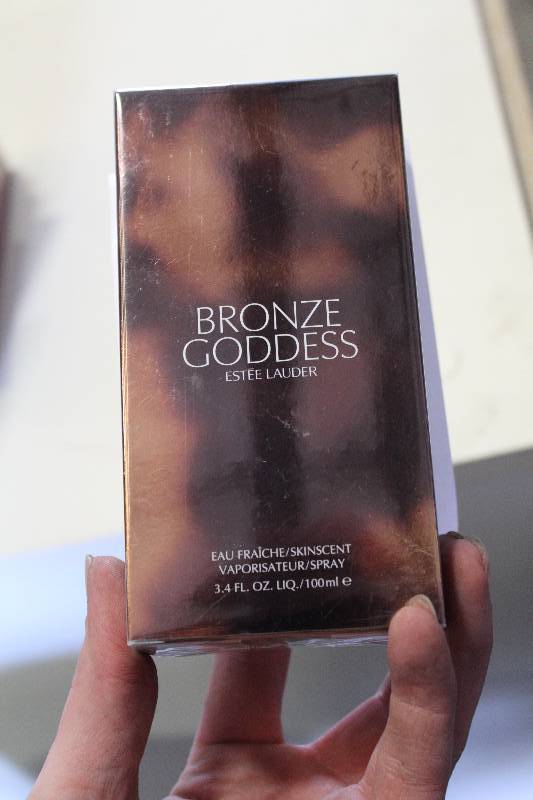 BRONZE
GODDESS
ESTĒE LAUDER
EAU FRAÎCHE/SKINSCENT
VAPORISATEUR/SPRAY
3.4 FL. OZ. LIQ./100ml ℮